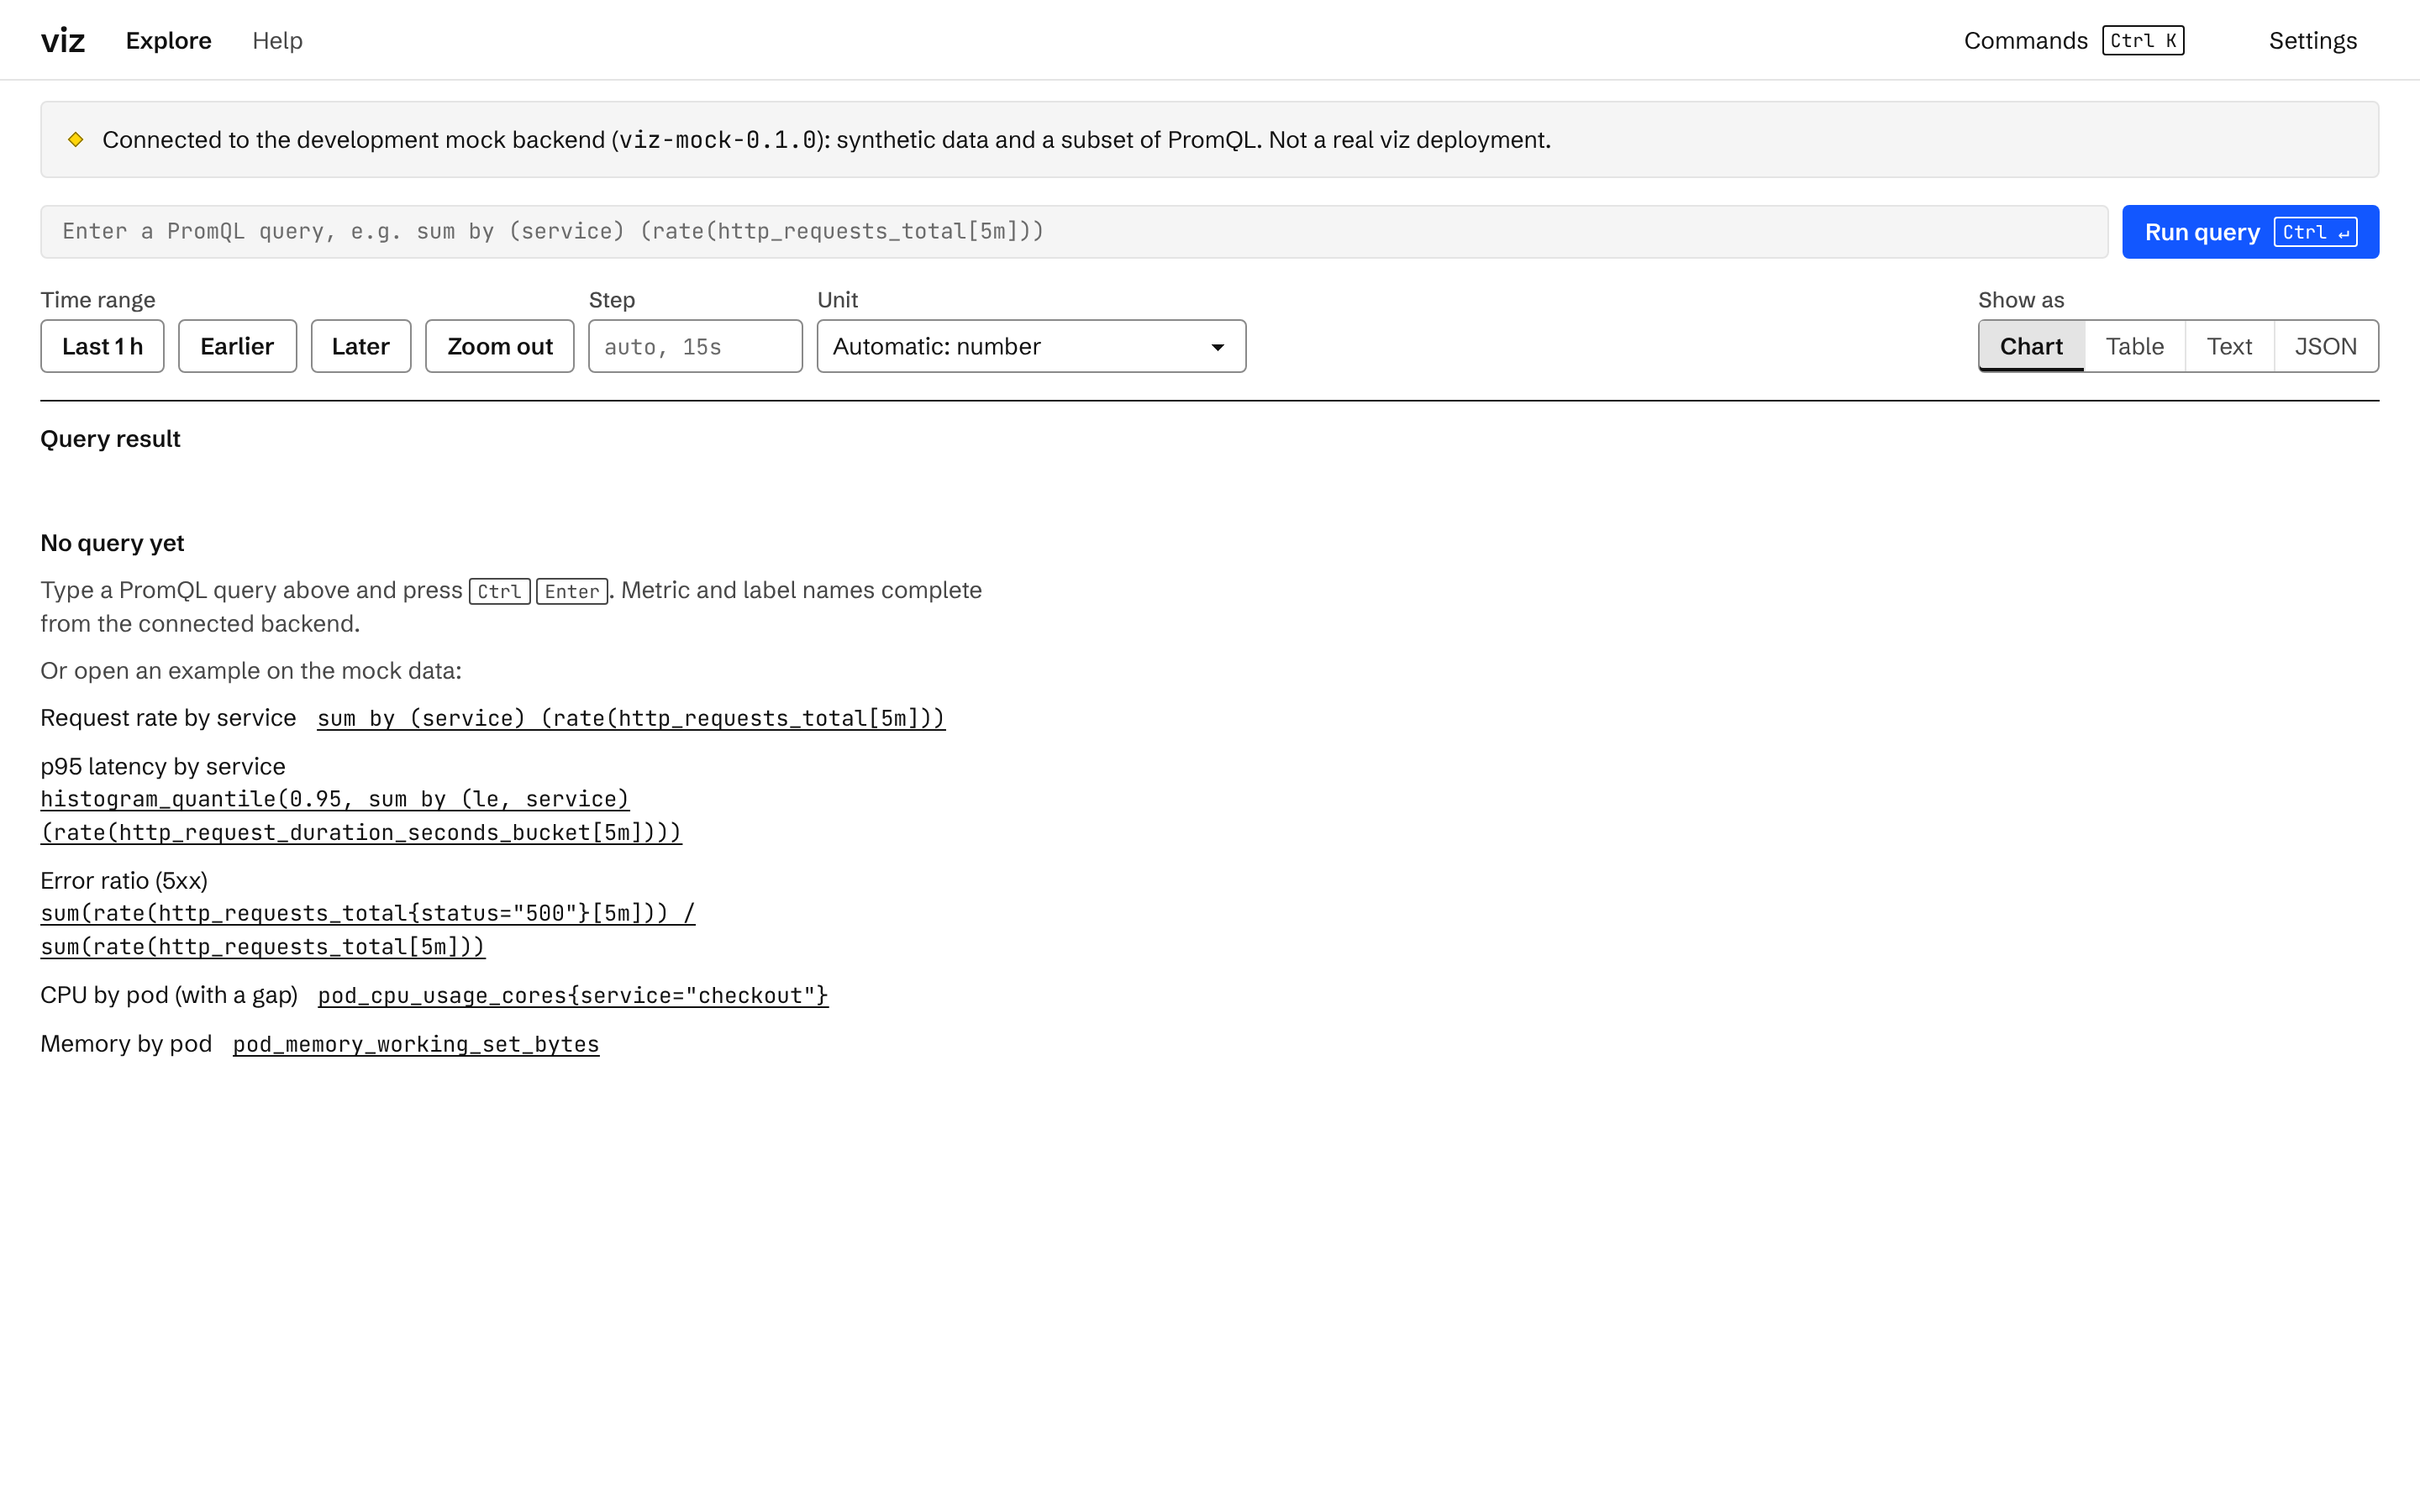 viz Explore Help Commands Ctrl K Settings
Connected to the development mock backend (viz-mock-0.1.0): synthetic data and a subset of PromQL. Not a real viz deployment.
Enter a PromQL query, e.g. sum by (service) (rate(http_requests_total[5m])) Run query Ctrl ↵
Time range Step Unit Show as
Last 1 h Earlier Later Zoom out auto, 15s Automatic: number Chart Table Text JSON
Query result
No query yet
Type a PromQL query above and press Ctrl Enter. Metric and label names complete
from the connected backend.
Or open an example on the mock data:
Request rate by service sum by (service) (rate(http_requests_total[5m]))
p95 latency by service
histogram_quantile(0.95, sum by (le, service)
(rate(http_request_duration_seconds_bucket[5m])))
Error ratio (5xx)
sum(rate(http_requests_total{status="500"}[5m])) /
sum(rate(http_requests_total[5m]))
CPU by pod (with a gap) pod_cpu_usage_cores{service="checkout"}
Memory by pod pod_memory_working_set_bytes